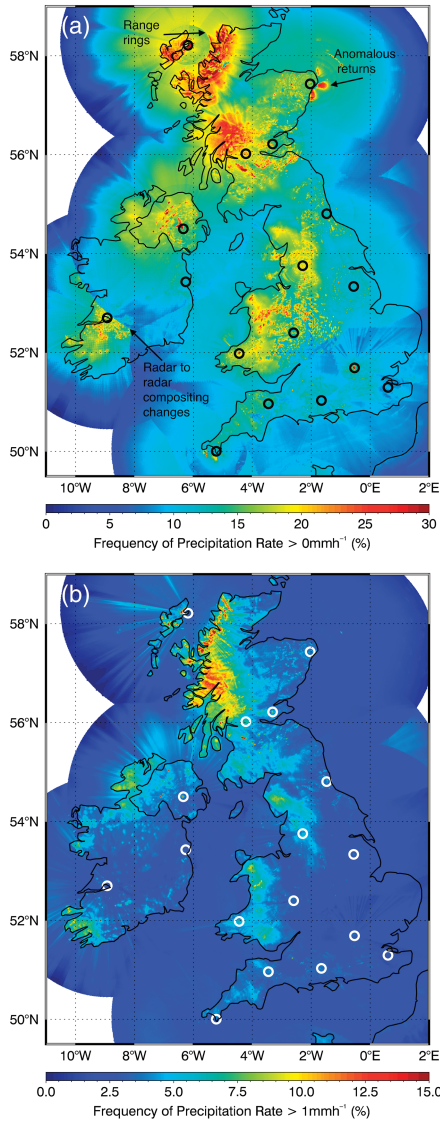 (a)
Range
rings
Anomalous
returns
58°N
56°N
54°N
52°N
Radar to
radar
compositing
changes
50°N
10°W 8°W 6°W 4°W 2°W 0°W 2°E
0 5 10 15 20 25 30
Frequency of Precipitation Rate > 0mmh⁻¹ (%)
(b)
58°N
56°N
54°N
52°N
50°N
10°W 8°W 6°W 4°W 2°W 0°W 2°E
0.0 2.5 5.0 7.5 10.0 12.5 15.0
Frequency of Precipitation Rate > 1mmh⁻¹ (%)